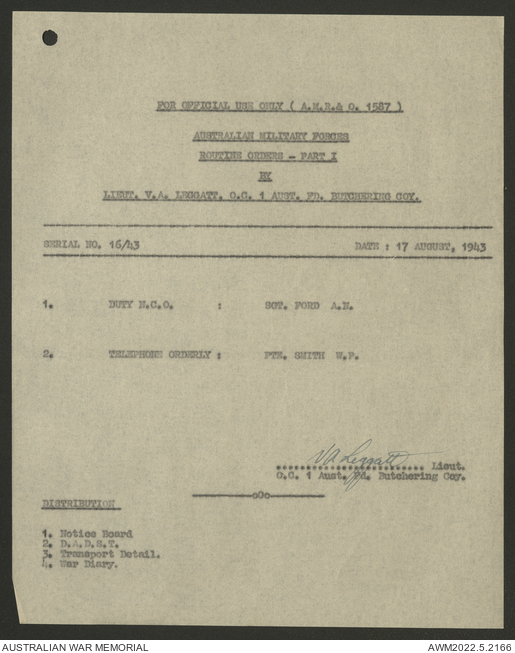 FOR OFFICIAL USE ONLY ( A.M.R.& O. 1587 )
AUSTRALIAN MILITARY FORCES
ROUTINE ORDERS - PART I
BY
LIEUT. V.A. LEGGATT. O.C. 1 AUST. FD. BUTCHERING COY.
SERIAL NO. 16/43 DATE : 17 AUGUST, 1943
1. DUTY N.C.O. : SGT. FORD A.N.
2. TELEPHONE ORDERLY : PTE. SMITH W.P.
VA Leggatt Lieut.
O.C. 1 Aust. Fd. Butchering Coy.
oOo
DISTRIBUTION
1. Notice Board
2. D.A.D.S.T.
3. Transport Detail.
4. War Diary.
AUSTRALIAN WAR MEMORIAL AWM2022.5.2166